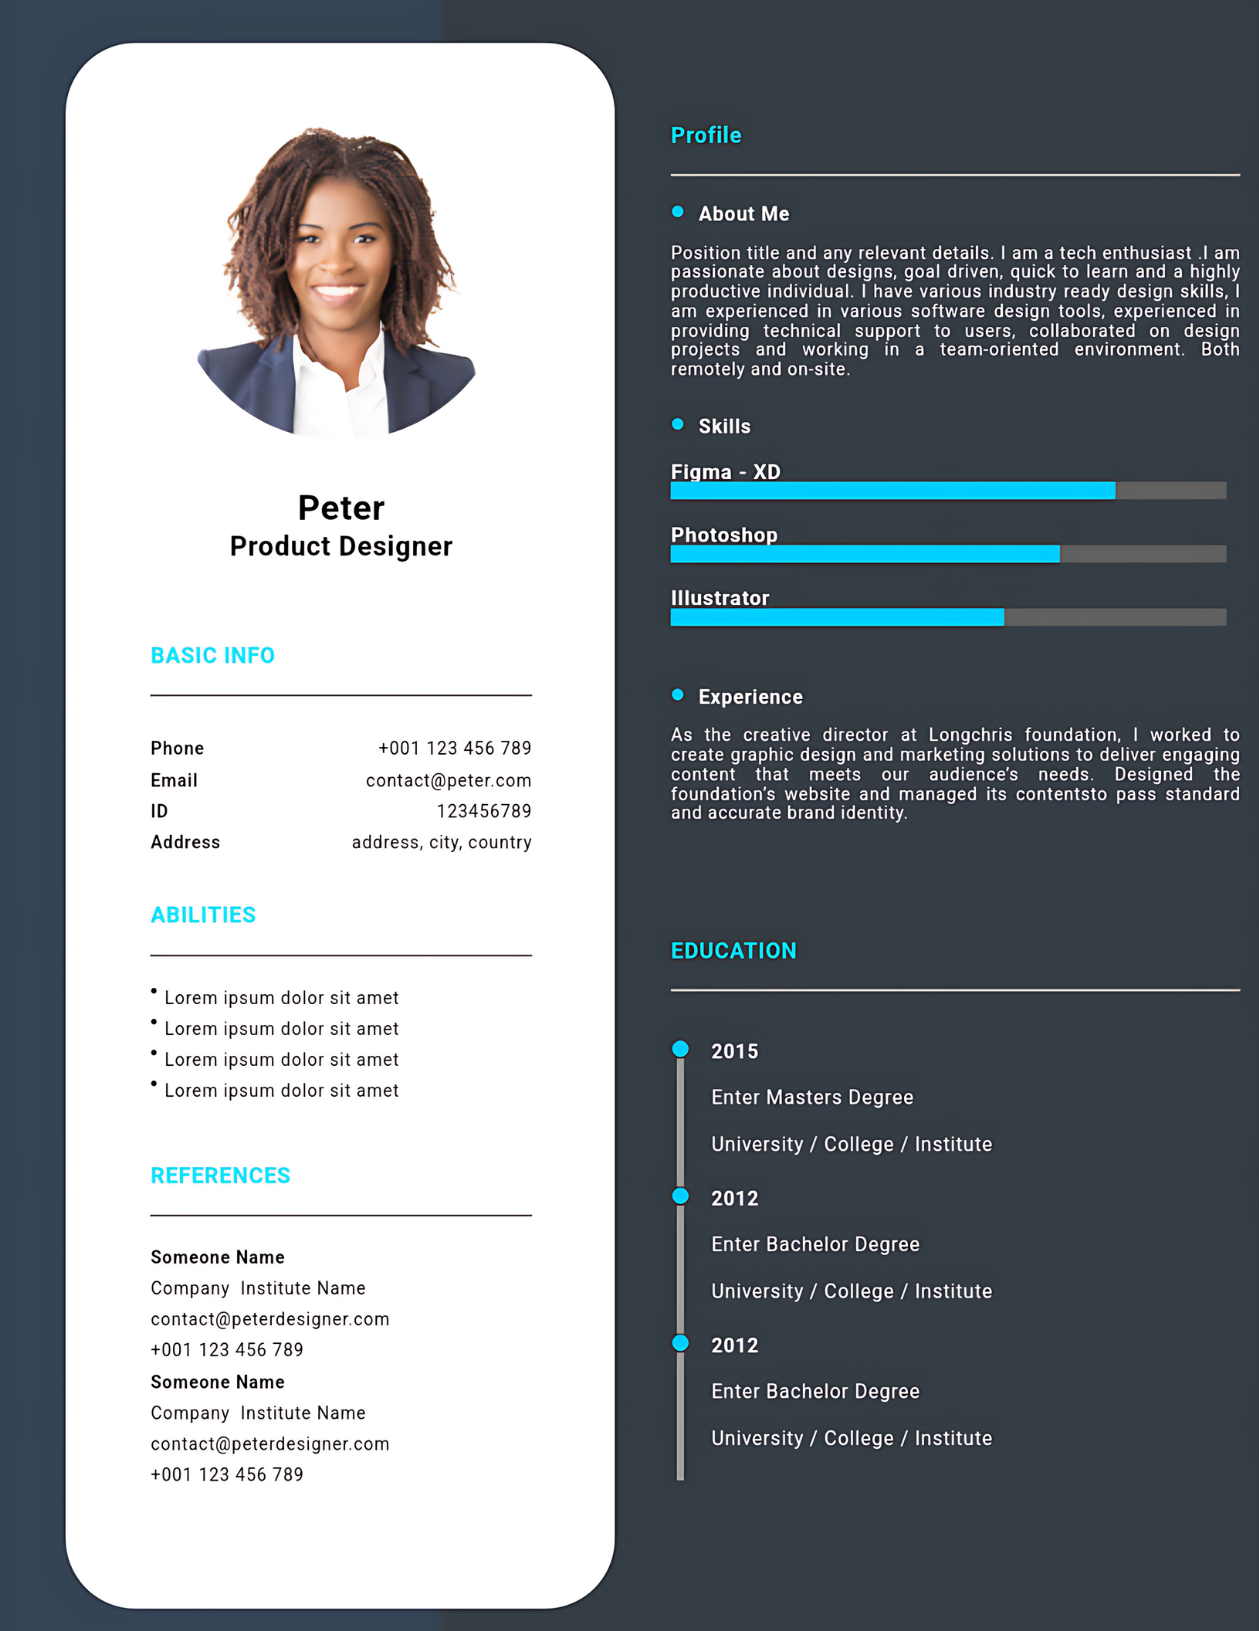 Peter
Product Designer
BASIC INFO
Phone +001 123 456 789
Email contact@peter.com
ID 123456789
Address address, city, country
ABILITIES
• Lorem ipsum dolor sit amet
• Lorem ipsum dolor sit amet
• Lorem ipsum dolor sit amet
• Lorem ipsum dolor sit amet
REFERENCES
Someone Name
Company  Institute Name
contact@peterdesigner.com
+001 123 456 789
Someone Name
Company  Institute Name
contact@peterdesigner.com
+001 123 456 789
Profile
About Me
Position title and any relevant details. I am a tech enthusiast .I am
passionate about designs, goal driven, quick to learn and a highly
productive individual. I have various industry ready design skills, I
am experienced in various software design tools, experienced in
providing technical support to users, collaborated on design
projects and working in a team-oriented environment. Both
remotely and on-site.
Skills
Figma - XD
Photoshop
Illustrator
Experience
As the creative director at Longchris foundation, I worked to
create graphic design and marketing solutions to deliver engaging
content that meets our audience’s needs. Designed the
foundation’s website and managed its contentsto pass standard
and accurate brand identity.
EDUCATION
2015
Enter Masters Degree
University / College / Institute
2012
Enter Bachelor Degree
University / College / Institute
2012
Enter Bachelor Degree
University / College / Institute